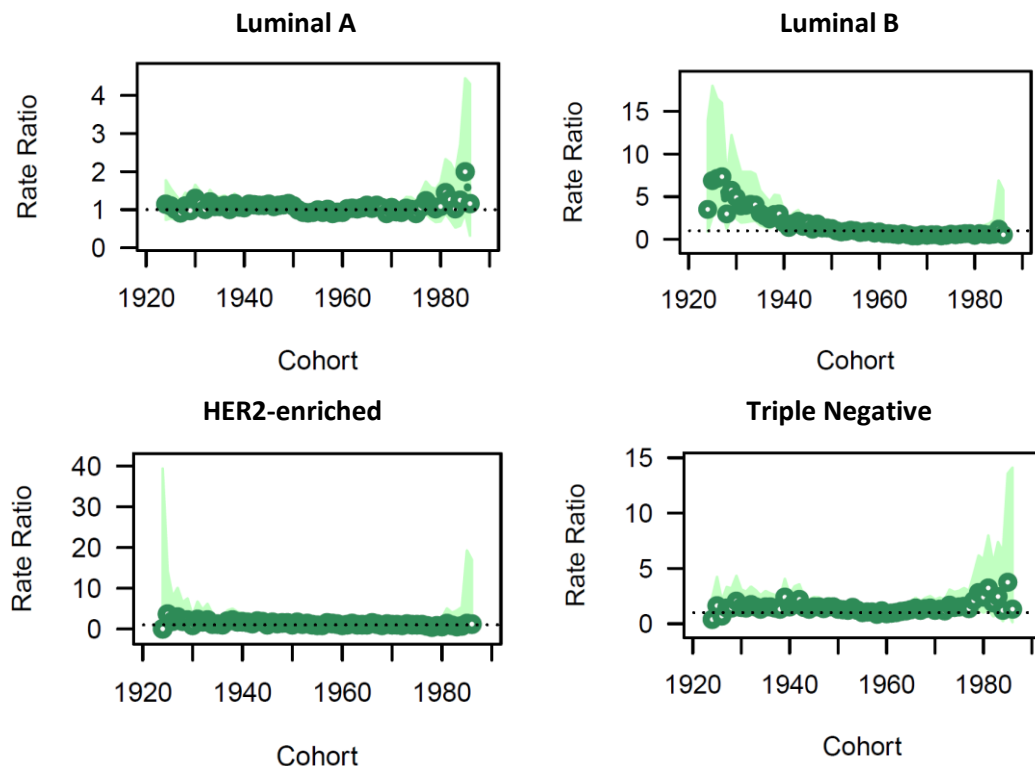 Luminal A
Rate Ratio
4
3
2
1
0
1920 1940 1960 1980
Cohort
Luminal B
Rate Ratio
15
10
5
0
1920 1940 1960 1980
Cohort
HER2-enriched
Rate Ratio
40
30
20
10
0
1920 1940 1960 1980
Cohort
Triple Negative
Rate Ratio
15
10
5
0
1920 1940 1960 1980
Cohort